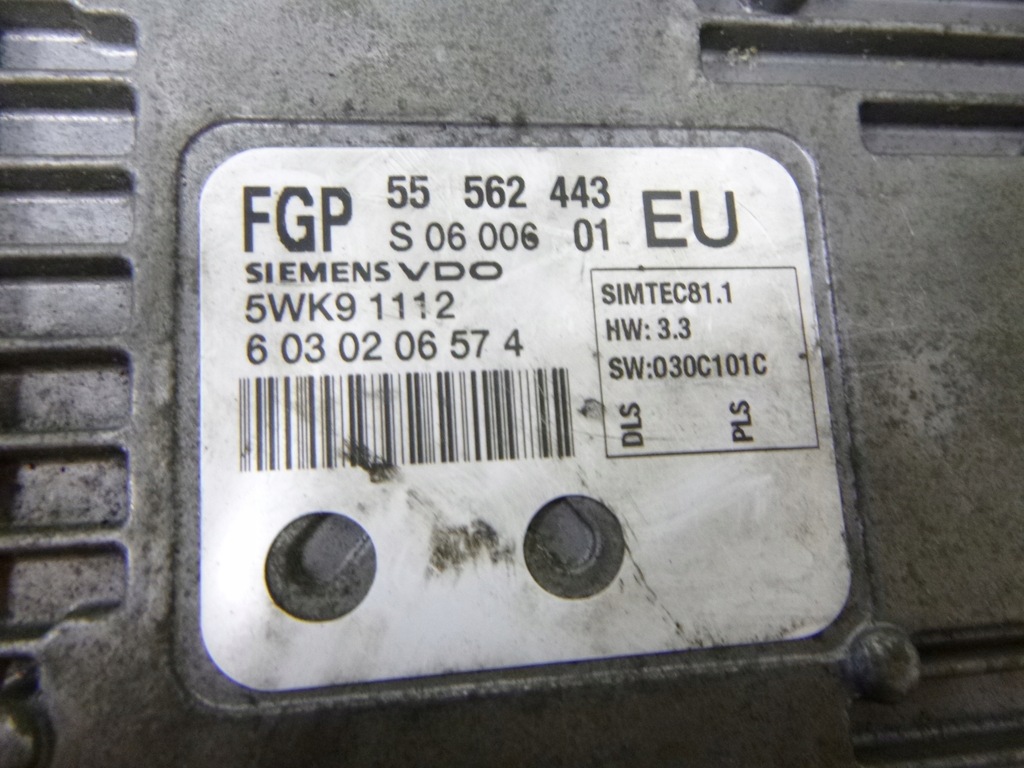 FGP 55 562 443 EU
S 06 006 01
SIEMENS VDO
5WK9 1112
6 03 02 06 57 4
SIMTEC81.1
HW: 3.3
SW:030C101C
DLS PLS